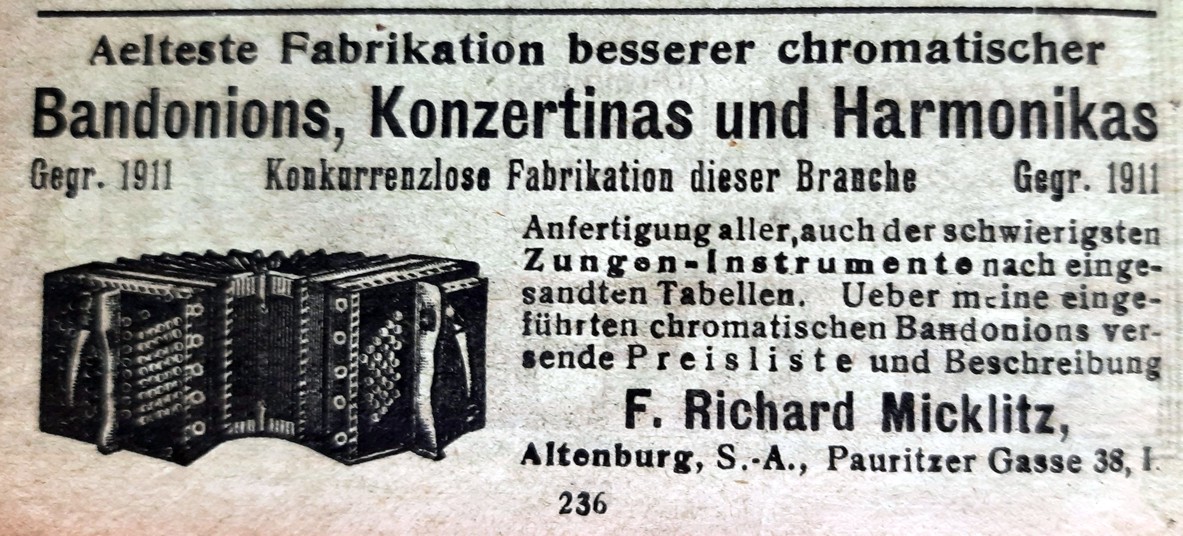 Aelteste Fabrikation besserer chromatischer
Bandonions, Konzertinas und Harmonikas
Gegr. 1911 Konkurrenzlose Fabrikation dieser Branche Gegr. 1911
Anfertigung aller, auch der schwierigsten
Zungen-Instrumente nach einge-
sandten Tabellen. Ueber meine einge-
führten chromatischen Bandonions ver-
sende Preisliste und Beschreibung
F. Richard Micklitz,
Altenburg, S.-A., Pauritzer Gasse 38, I.
236